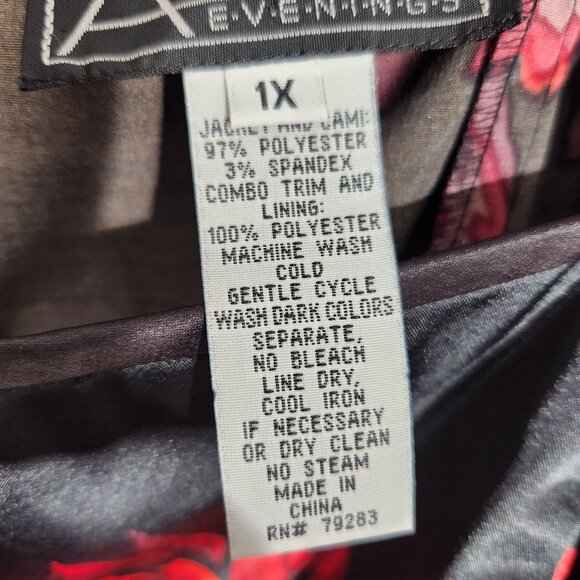 E·V·E·N·I·N·G·S
1X
JACKET AND CAMI:
97% POLYESTER
3% SPANDEX
COMBO TRIM AND
LINING:
100% POLYESTER
MACHINE WASH
COLD
GENTLE CYCLE
WASH DARK COLORS
SEPARATE,
NO BLEACH
LINE DRY,
COOL IRON
IF NECESSARY
OR DRY CLEAN
NO STEAM
MADE IN
CHINA
RN# 79283